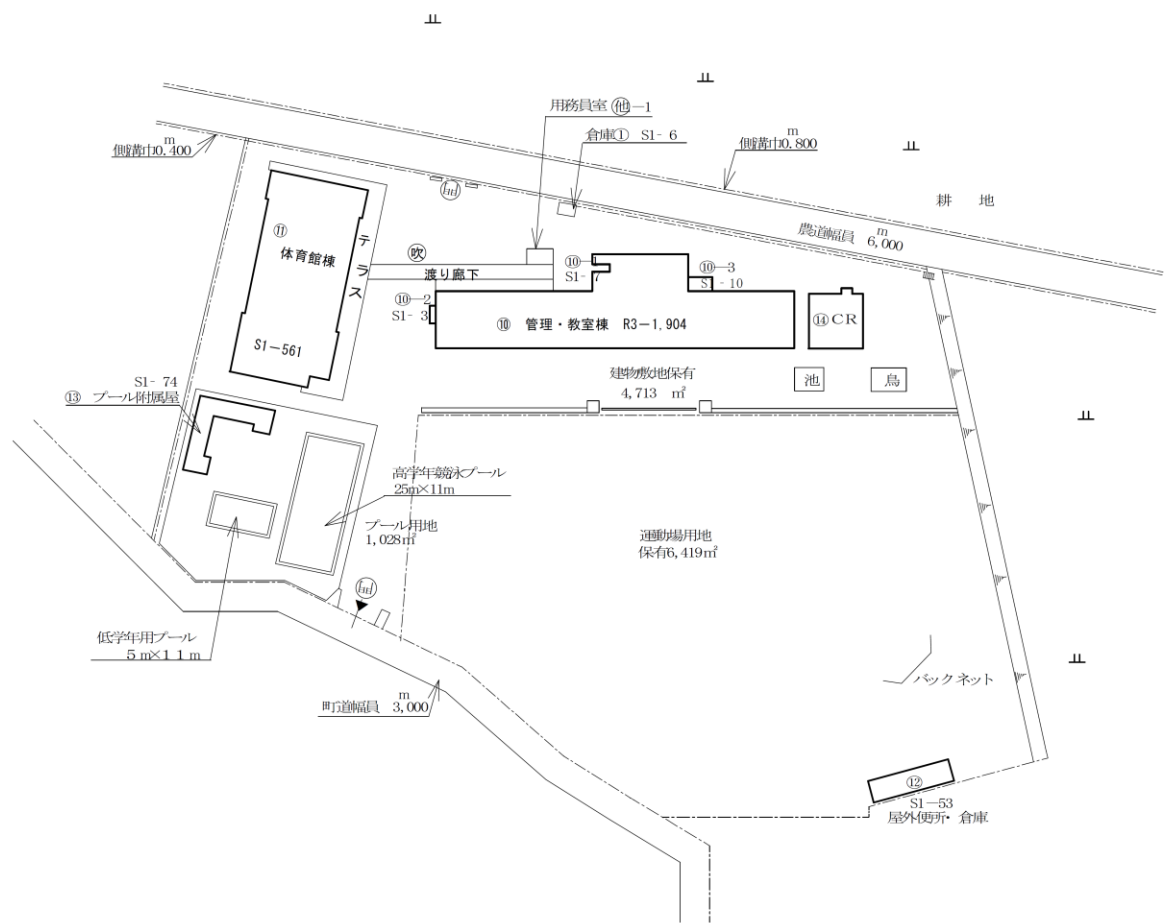 用務員室 ㊀他—1
倉庫① S1- 6
側溝巾0.400 m
側溝巾0.800 m
耕 地
農道幅員 6,000 m
門
⑪
体育館棟
S1—561
テラス
吹
渡り廊下
⑩—1
S1- 7
⑩—3
S1- 10
⑩—2
S1- 3
⑩ 管理・教室棟 R3—1,904
⑭CR
建物敷地保有
4,713 ㎡
池
鳥
S1- 74
⑬ プール附属屋
高学年競泳プール
25m×11m
プール用地
1,028㎡
運動場用地
保有6,419㎡
門
低学年用プール
5 m×1 1 m
町道幅員 3,000 m
バックネット
⑫
S1—53
屋外便所・ 倉庫